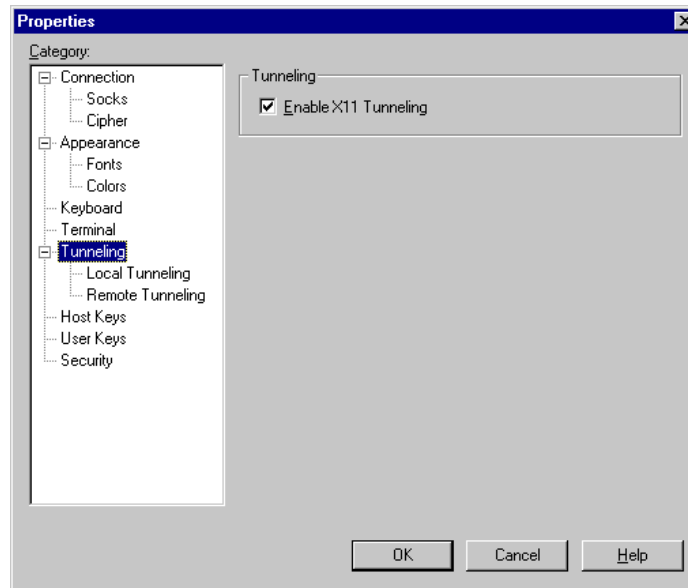 Properties
Category:
Connection
Socks
Cipher
Appearance
Fonts
Colors
Keyboard
Terminal
Tunneling
Local Tunneling
Remote Tunneling
Host Keys
User Keys
Security
Tunneling
Enable X11 Tunneling
OK Cancel Help